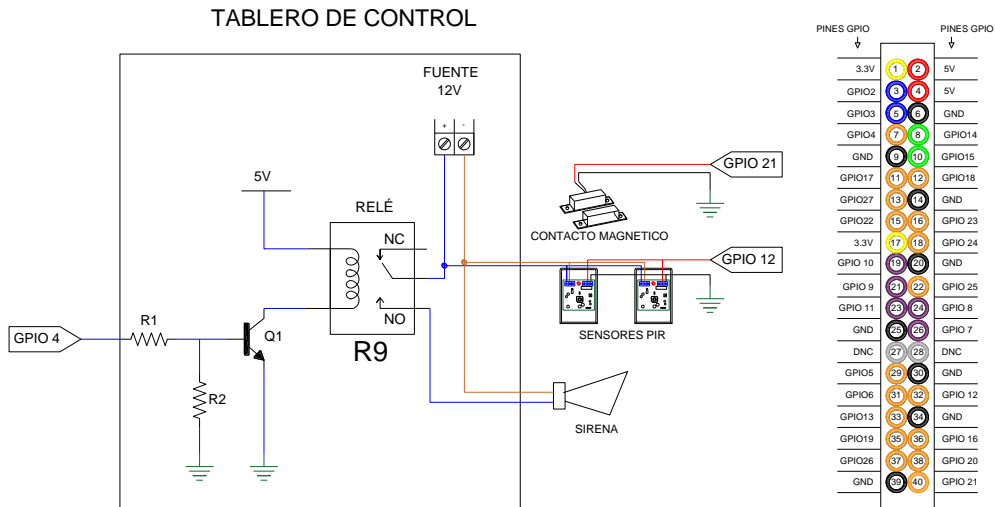 TABLERO DE CONTROL
FUENTE
12V
+ -
5V
RELÉ
NC
NO
R9
GPIO 4
R1
R2
Q1
GPIO 21
CONTACTO MAGNETICO
GPIO 12
SENSORES PIR
SIRENA
PINES GPIO PINES GPIO
3.3V 1 2 5V
GPIO2 3 4 5V
GPIO3 5 6 GND
GPIO4 7 8 GPIO14
GND 9 10 GPIO15
GPIO17 11 12 GPIO18
GPIO27 13 14 GND
GPIO22 15 16 GPIO 23
3.3V 17 18 GPIO 24
GPIO 10 19 20 GND
GPIO 9 21 22 GPIO 25
GPIO 11 23 24 GPIO 8
GND 25 26 GPIO 7
DNC 27 28 DNC
GPIO5 29 30 GND
GPIO6 31 32 GPIO 12
GPIO13 33 34 GND
GPIO19 35 36 GPIO 16
GPIO26 37 38 GPIO 20
GND 39 40 GPIO 21